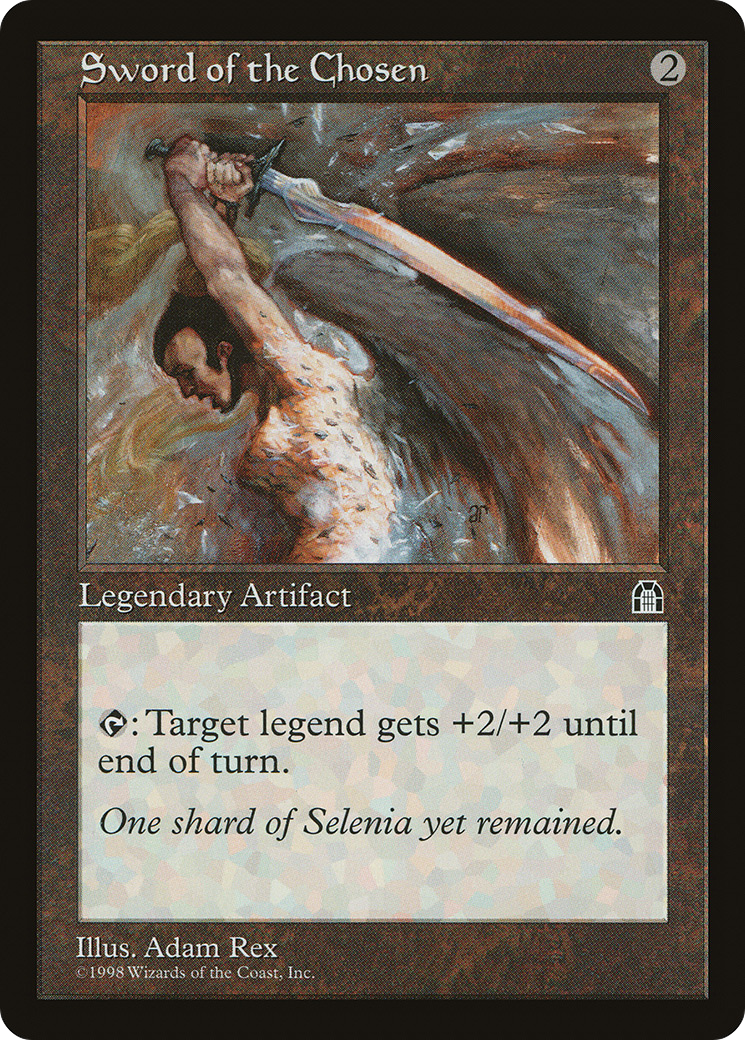 Sword of the Chosen
2
Legendary Artifact
: Target legend gets +2/+2 until
end of turn.
One shard of Selenia yet remained.
Illus. Adam Rex
©1998 Wizards of the Coast, Inc.